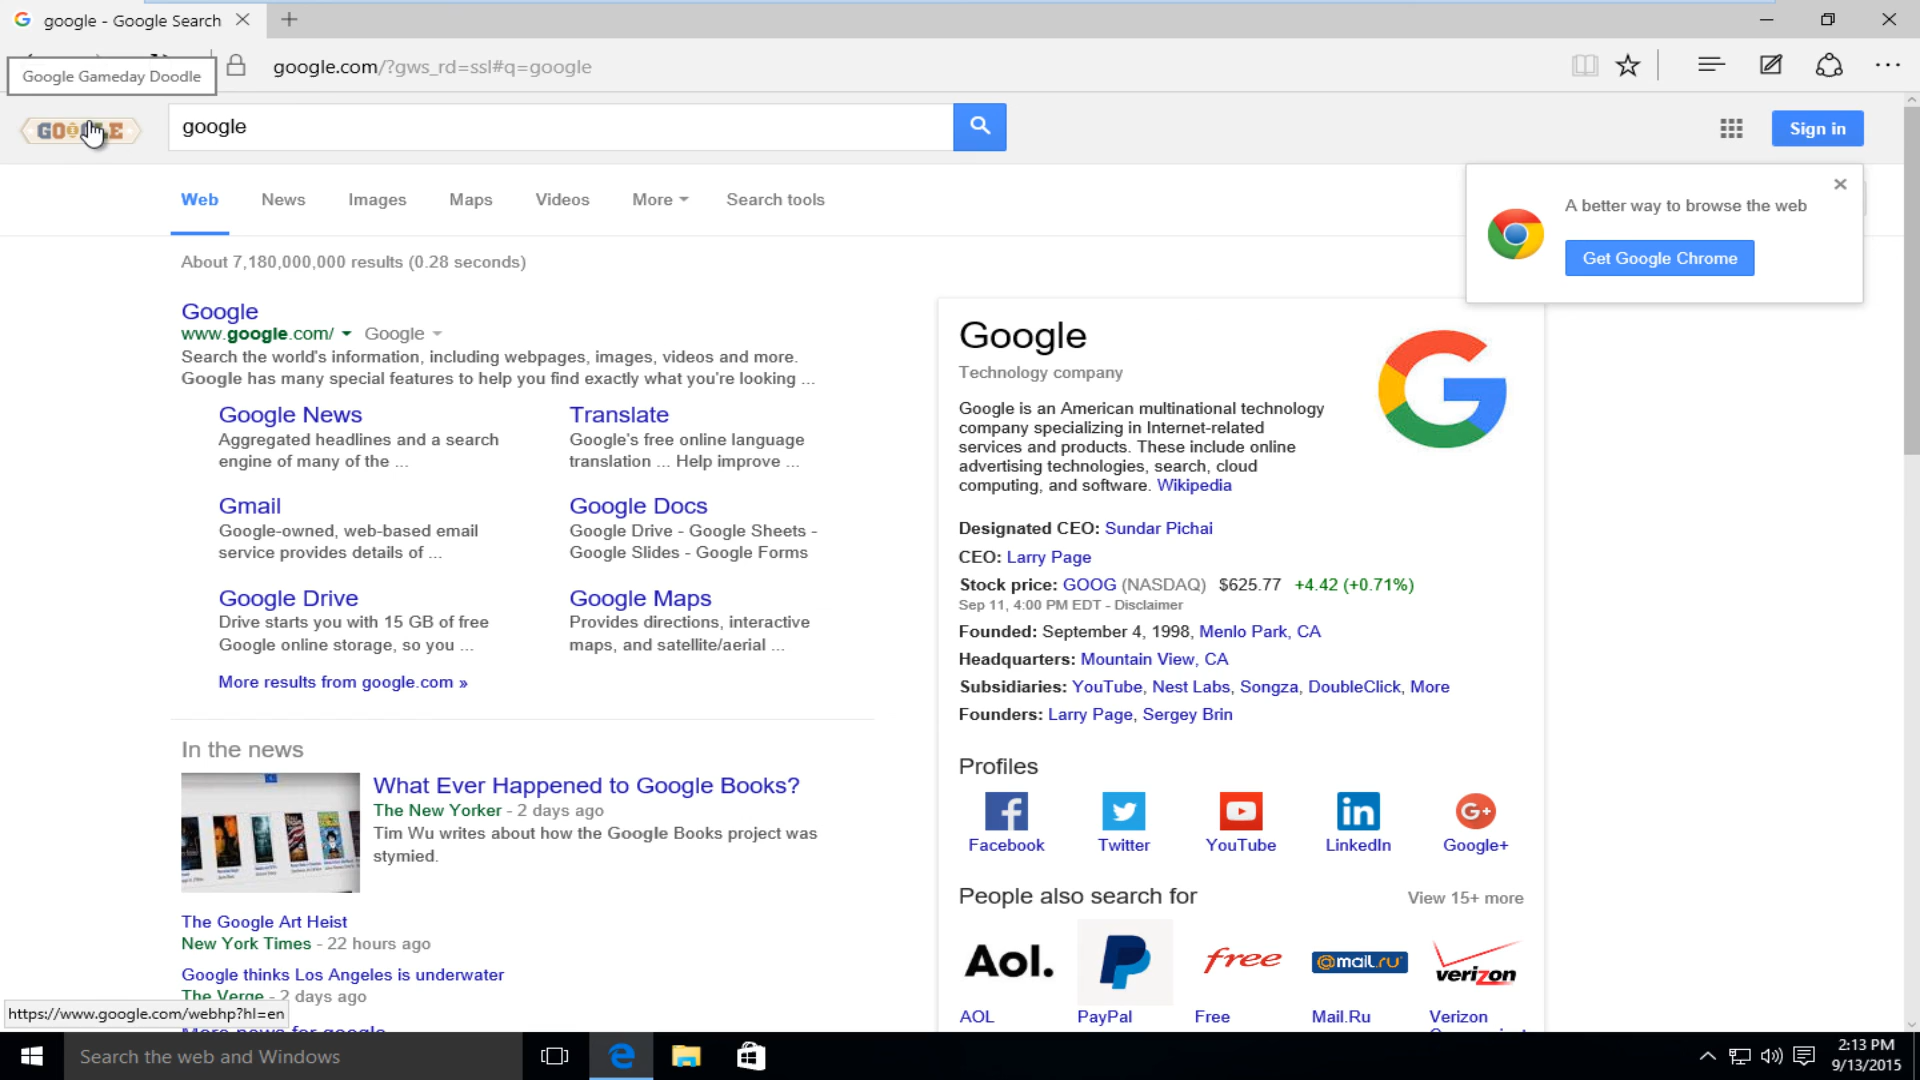 google - Google Search
Google Gameday Doodle
google.com/?gws_rd=ssl#q=google
google
Sign in
Web
News
Images
Maps
Videos
More
Search tools
A better way to browse the web
Get Google Chrome
About 7,180,000,000 results (0.28 seconds)
Google
www.google.com/
Google
Search the world's information, including webpages, images, videos and more.
Google has many special features to help you find exactly what you're looking ...
Google News
Aggregated headlines and a search
engine of many of the ...
Translate
Google's free online language
translation ... Help improve ...
Gmail
Google-owned, web-based email
service provides details of ...
Google Docs
Google Drive - Google Sheets -
Google Slides - Google Forms
Google Drive
Drive starts you with 15 GB of free
Google online storage, so you ...
Google Maps
Provides directions, interactive
maps, and satellite/aerial ...
More results from google.com »
In the news
What Ever Happened to Google Books?
The New Yorker - 2 days ago
Tim Wu writes about how the Google Books project was
stymied.
The Google Art Heist
New York Times - 22 hours ago
Google thinks Los Angeles is underwater
The Verge - 2 days ago
More news for google
Google
Technology company
Google is an American multinational technology
company specializing in Internet-related
services and products. These include online
advertising technologies, search, cloud
computing, and software. Wikipedia
Designated CEO: Sundar Pichai
CEO: Larry Page
Stock price: GOOG (NASDAQ) $625.77 +4.42 (+0.71%)
Sep 11, 4:00 PM EDT - Disclaimer
Founded: September 4, 1998, Menlo Park, CA
Headquarters: Mountain View, CA
Subsidiaries: YouTube, Nest Labs, Songza, DoubleClick, More
Founders: Larry Page, Sergey Brin
Profiles
Facebook
Twitter
YouTube
LinkedIn
Google+
People also search for
View 15+ more
Aol.
free
@mail.ru
verizon
AOL
PayPal
Free
Mail.Ru
Verizon
https://www.google.com/webhp?hl=en
Search the web and Windows
2:13 PM
9/13/2015